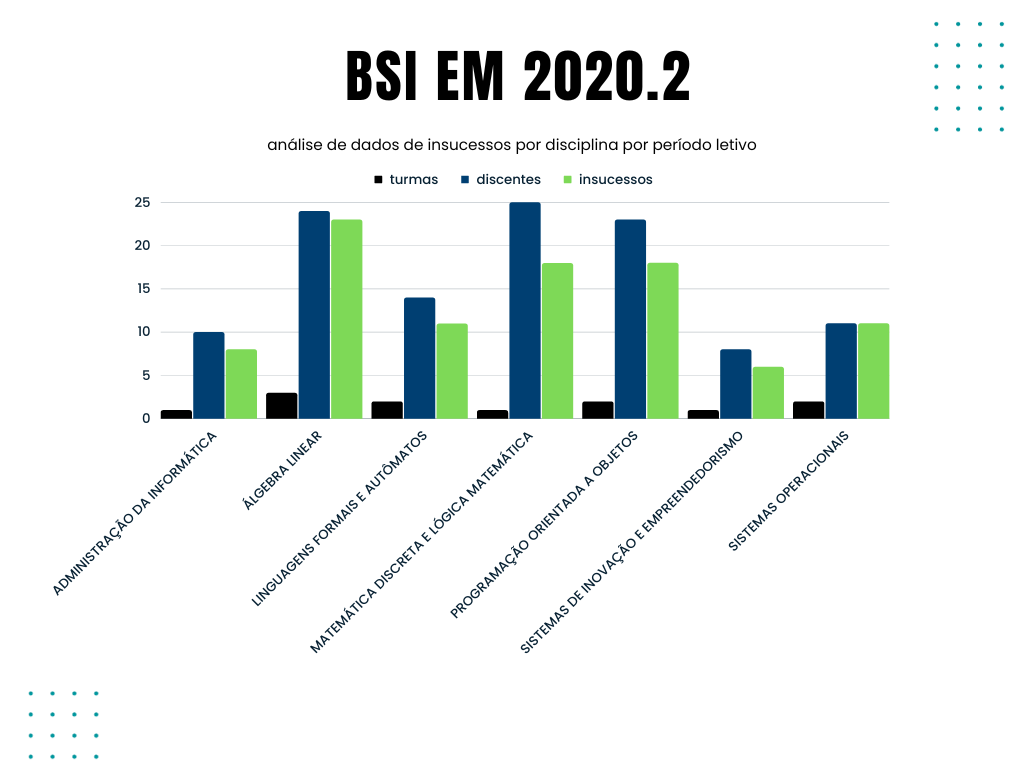 BSI EM 2020.2
análise de dados de insucessos por disciplina por período letivo
turmas discentes insucessos
25
20
15
10
5
0
ADMINISTRAÇÃO DA INFORMÁTICA
ÁLGEBRA LINEAR
LINGUAGENS FORMAIS E AUTÔMATOS
MATEMÁTICA DISCRETA E LÓGICA MATEMÁTICA
PROGRAMAÇÃO ORIENTADA A OBJETOS
SISTEMAS DE INOVAÇÃO E EMPREENDEDORISMO
SISTEMAS OPERACIONAIS